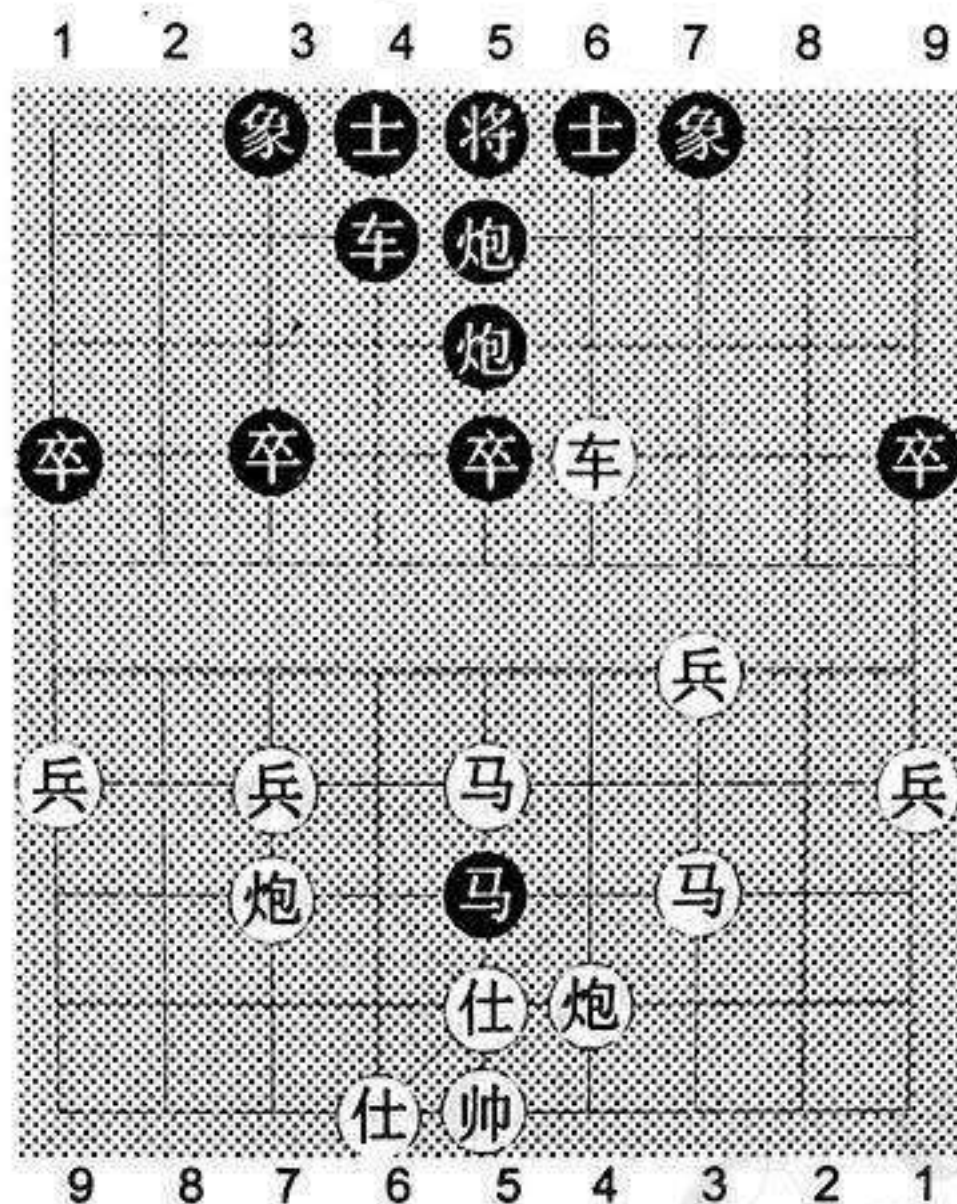 1 2 3 4 5 6 7 8 9
象 士 将 士 象
车 炮
炮
卒 卒 卒 车 卒
兵
兵 兵 马 兵
炮 马 马
仕 炮
仕 帅
9 8 7 6 5 4 3 2 1